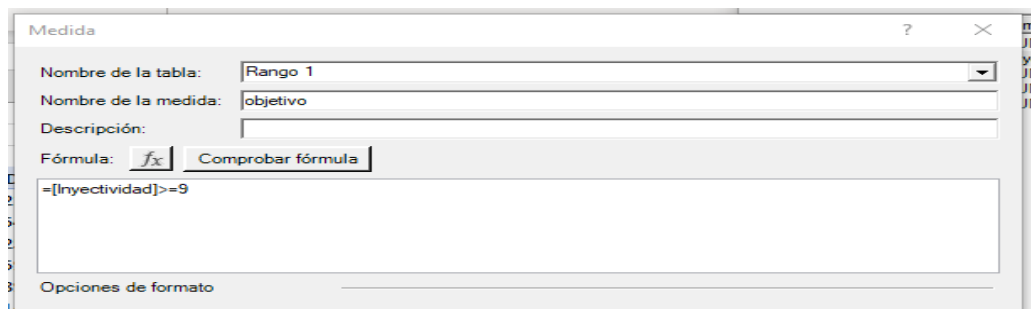 Medida ?
Nombre de la tabla: Rango 1
Nombre de la medida: objetivo
Descripción:
Fórmula: fx Comprobar fórmula
=[Inyectividad]>=9
Opciones de formato